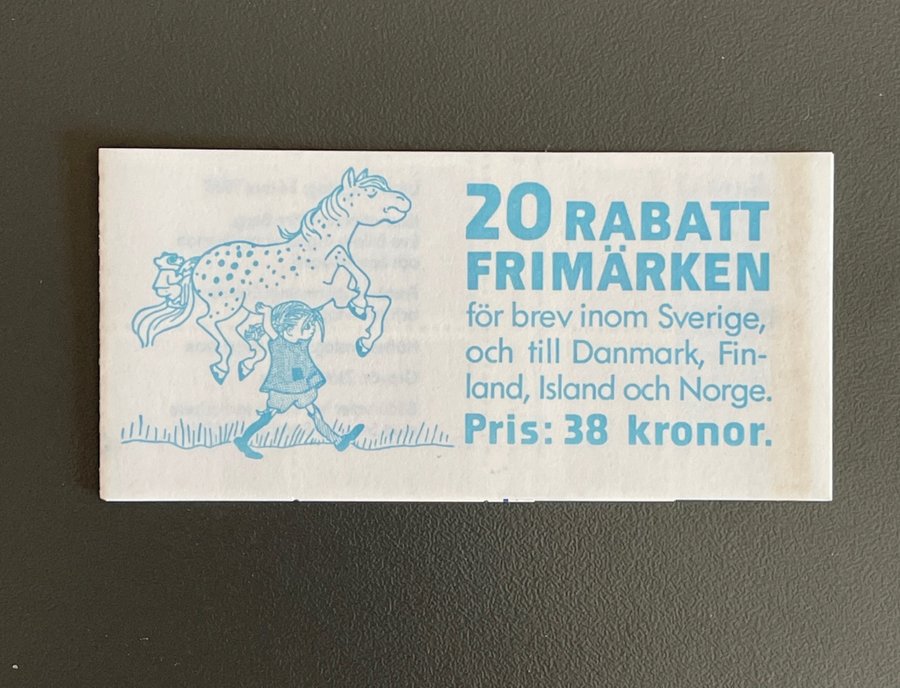 20 RABATT
FRIMÄRKEN
för brev inom Sverige,
och till Danmark, Fin-
land, Island och Norge.
Pris: 38 kronor.